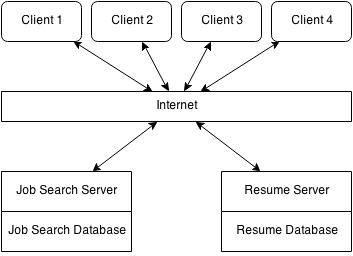 Client 1
Client 2
Client 3
Client 4
Internet
Job Search Server
Resume Server
Job Search Database
Resume Database